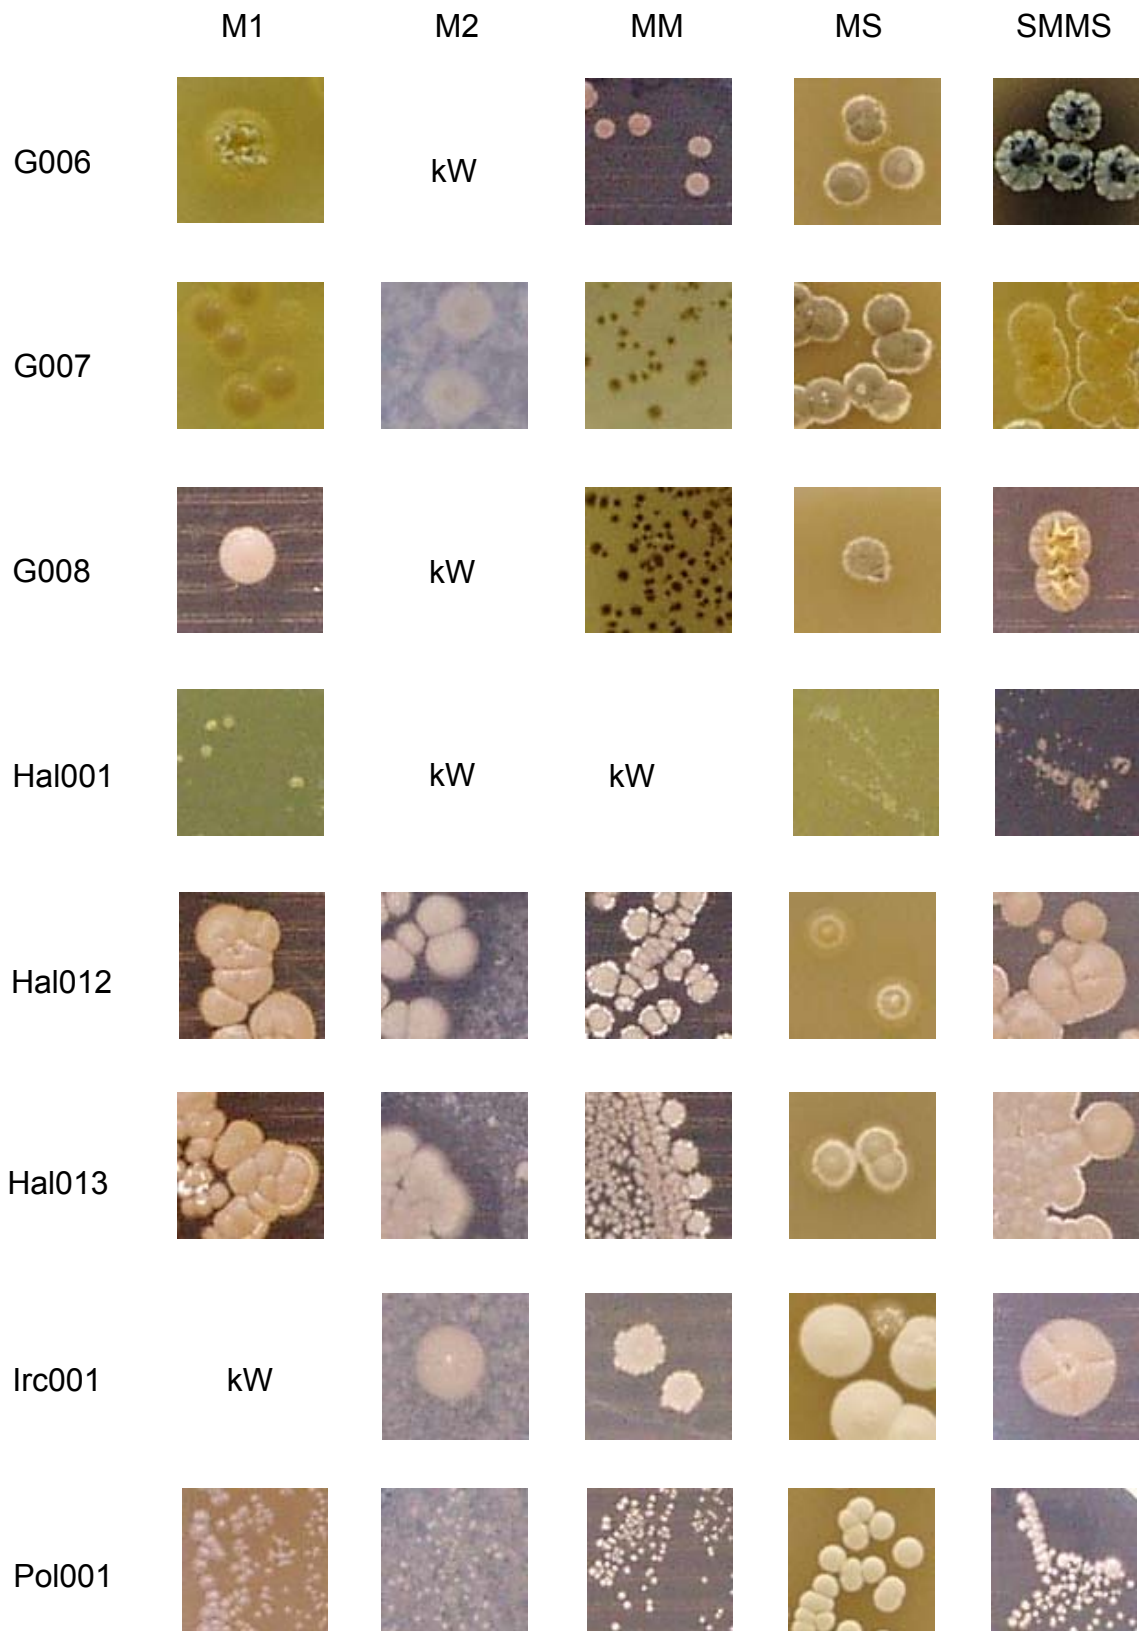 M1 M2 MM MS SMMS
G006 kW
G007
G008 kW
Hal001 kW kW
Hal012
Hal013
Irc001 kW
Pol001